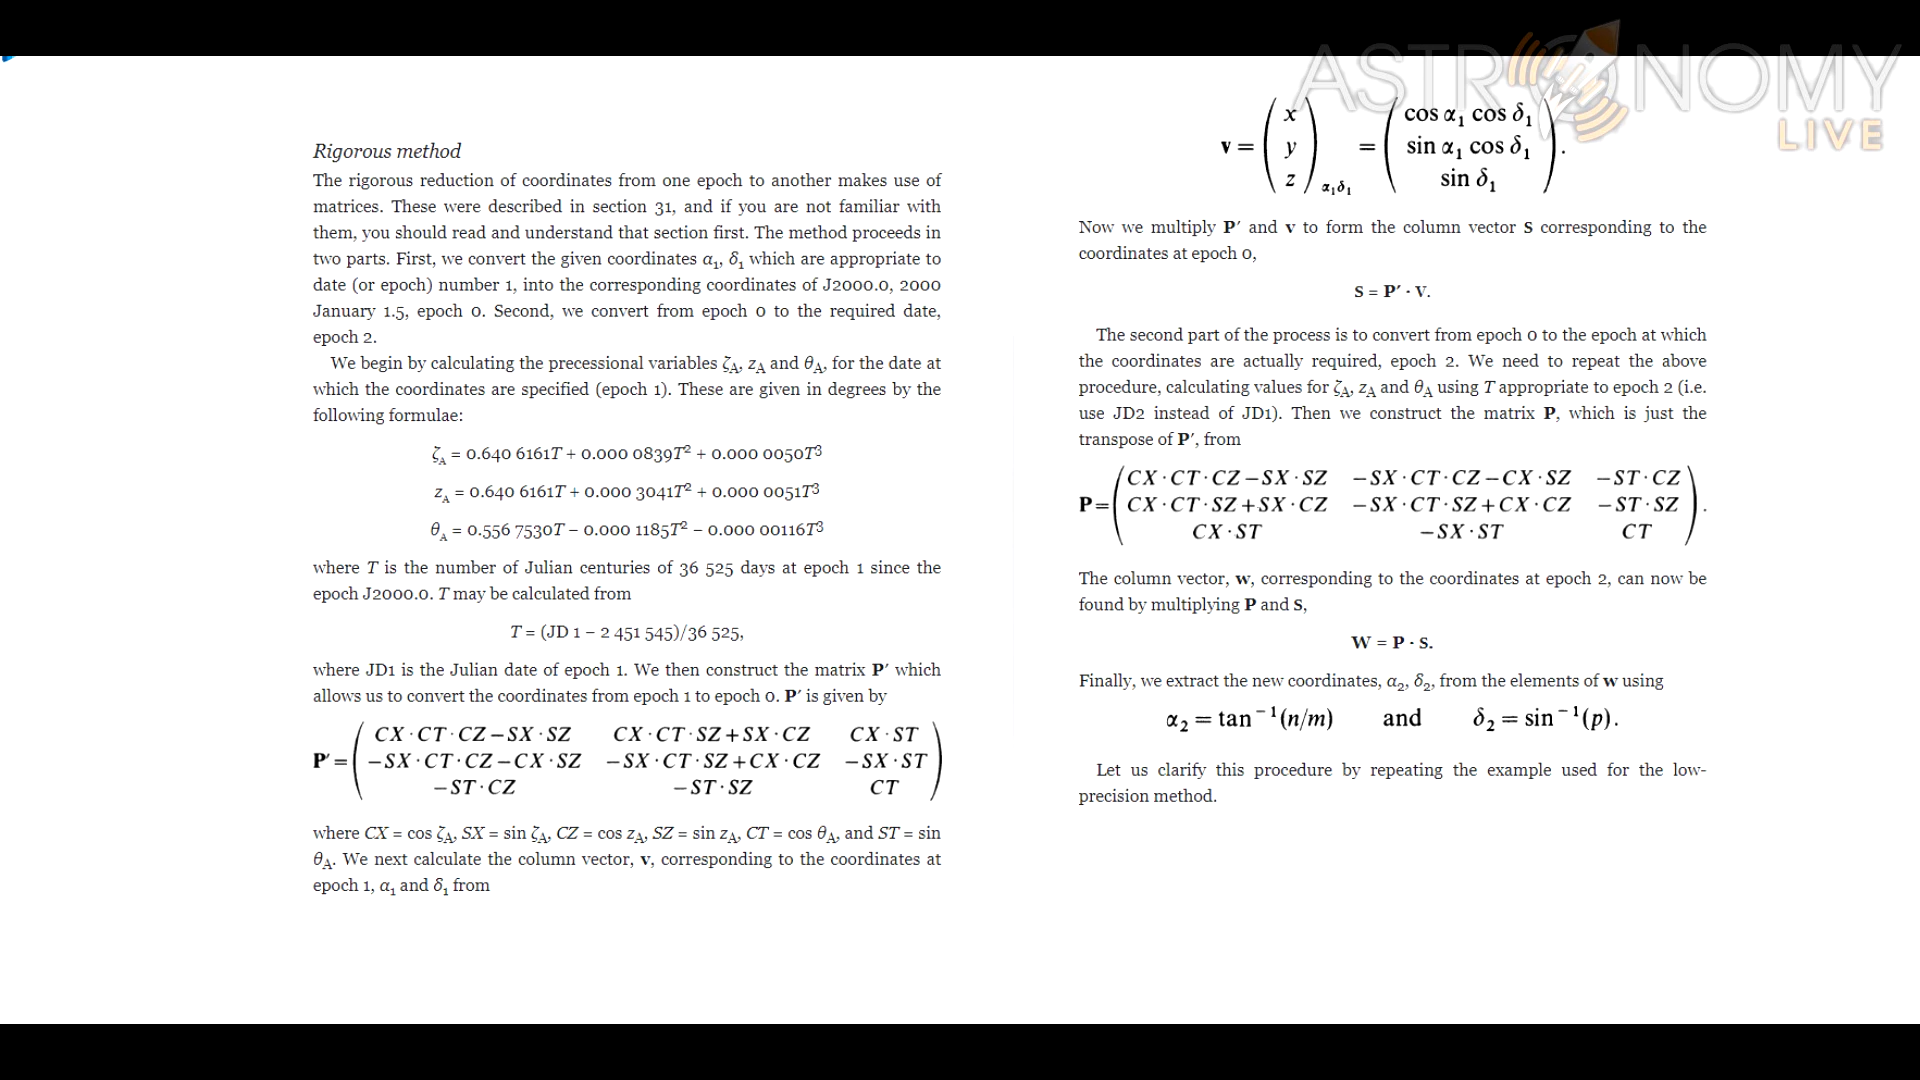 ASTRONOMY
LIVE
Rigorous method
The rigorous reduction of coordinates from one epoch to another makes use of
matrices. These were described in section 31, and if you are not familiar with
them, you should read and understand that section first. The method proceeds in
two parts. First, we convert the given coordinates α₁, δ₁ which are appropriate to
date (or epoch) number 1, into the corresponding coordinates of J2000.0, 2000
January 1.5, epoch 0. Second, we convert from epoch 0 to the required date,
epoch 2.
We begin by calculating the precessional variables ζA, zA and θA, for the date at
which the coordinates are specified (epoch 1). These are given in degrees by the
following formulae:
ζA = 0.640 6161T + 0.000 0839T² + 0.000 0050T³
zA = 0.640 6161T + 0.000 3041T² + 0.000 0051T³
θA = 0.556 7530T − 0.000 1185T² − 0.000 00116T³
where T is the number of Julian centuries of 36 525 days at epoch 1 since the
epoch J2000.0. T may be calculated from
T = (JD 1 − 2 451 545)/36 525,
where JD1 is the Julian date of epoch 1. We then construct the matrix P′ which
allows us to convert the coordinates from epoch 1 to epoch 0. P′ is given by
CX·CT·CZ−SX·SZ CX·CT·SZ+SX·CZ CX·ST
P′= −SX·CT·CZ−CX·SZ −SX·CT·SZ+CX·CZ −SX·ST
−ST·CZ −ST·SZ CT
where CX = cos ζA, SX = sin ζA, CZ = cos zA, SZ = sin zA, CT = cos θA, and ST = sin
θA. We next calculate the column vector, v, corresponding to the coordinates at
epoch 1, α₁ and δ₁ from
x cos α₁ cos δ₁
v = y = sin α₁ cos δ₁ .
z α₁δ₁ sin δ₁
Now we multiply P′ and v to form the column vector s corresponding to the
coordinates at epoch 0,
s = P′ · v.
The second part of the process is to convert from epoch 0 to the epoch at which
the coordinates are actually required, epoch 2. We need to repeat the above
procedure, calculating values for ζA, zA and θA using T appropriate to epoch 2 (i.e.
use JD2 instead of JD1). Then we construct the matrix P, which is just the
transpose of P′, from
CX·CT·CZ−SX·SZ −SX·CT·CZ−CX·SZ −ST·CZ
P= CX·CT·SZ+SX·CZ −SX·CT·SZ+CX·CZ −ST·SZ .
CX·ST −SX·ST CT
The column vector, w, corresponding to the coordinates at epoch 2, can now be
found by multiplying P and s,
w = P · s.
Finally, we extract the new coordinates, α₂, δ₂, from the elements of w using
α₂ = tan⁻¹(n/m) and δ₂ = sin⁻¹(p).
Let us clarify this procedure by repeating the example used for the low-
precision method.